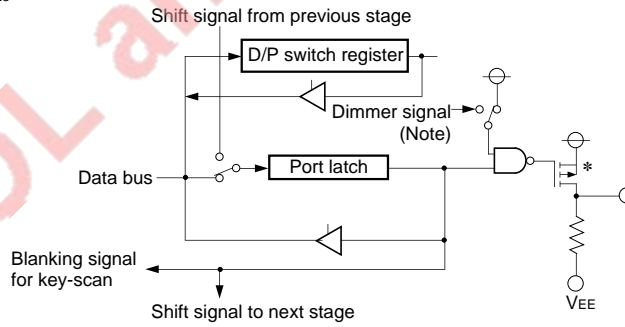 Shift signal from previous stage
D/P switch register
Dimmer signal
(Note)
Data bus
Port latch
*
Blanking signal
for key-scan
Shift signal to next stage
VEE